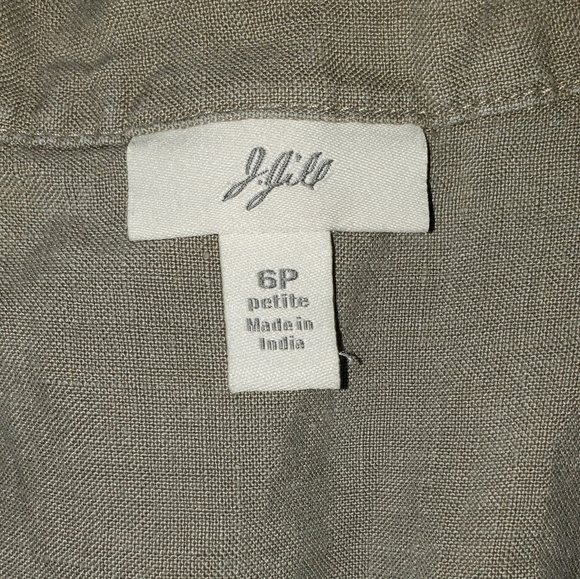 J.Jill
6P
petite
Made in
India